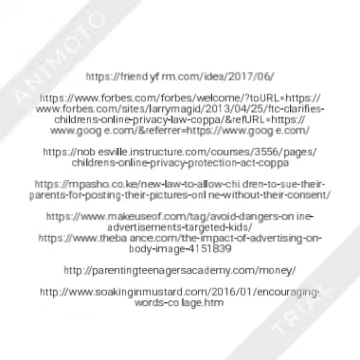 ANIMOTO
https://friendlyf rm.com/idea/2017/06/
https://www.forbes.com/forbes/welcome/?toURL=https://
www.forbes.com/sites/larrymagid/2013/04/25/ftc-clarifies-
childrens-online-privacy-law-coppa/&refURL=https://
www.goog e.com/&referrer=https://www.goog e.com/
https://nob esville.instructure.com/courses/3556/pages/
childrens-online-privacy-protection-act-coppa
https://mpasho.co.ke/new-law-to-allow-chi dren-to-sue-their-
parents-for-posting-their-pictures-onl ne-without-their-consent/
https://www.makeuseof.com/tag/avoid-dangers-on ine-
advertisements-targeted-kids/
https://www.theba ance.com/the-impact-of-advertising-on-
body-image-4151839
http://parentingteenagersacademy.com/money/
http://www.soakinginmustard.com/2016/01/encouraging-
words-co lage.htm
TRIAL